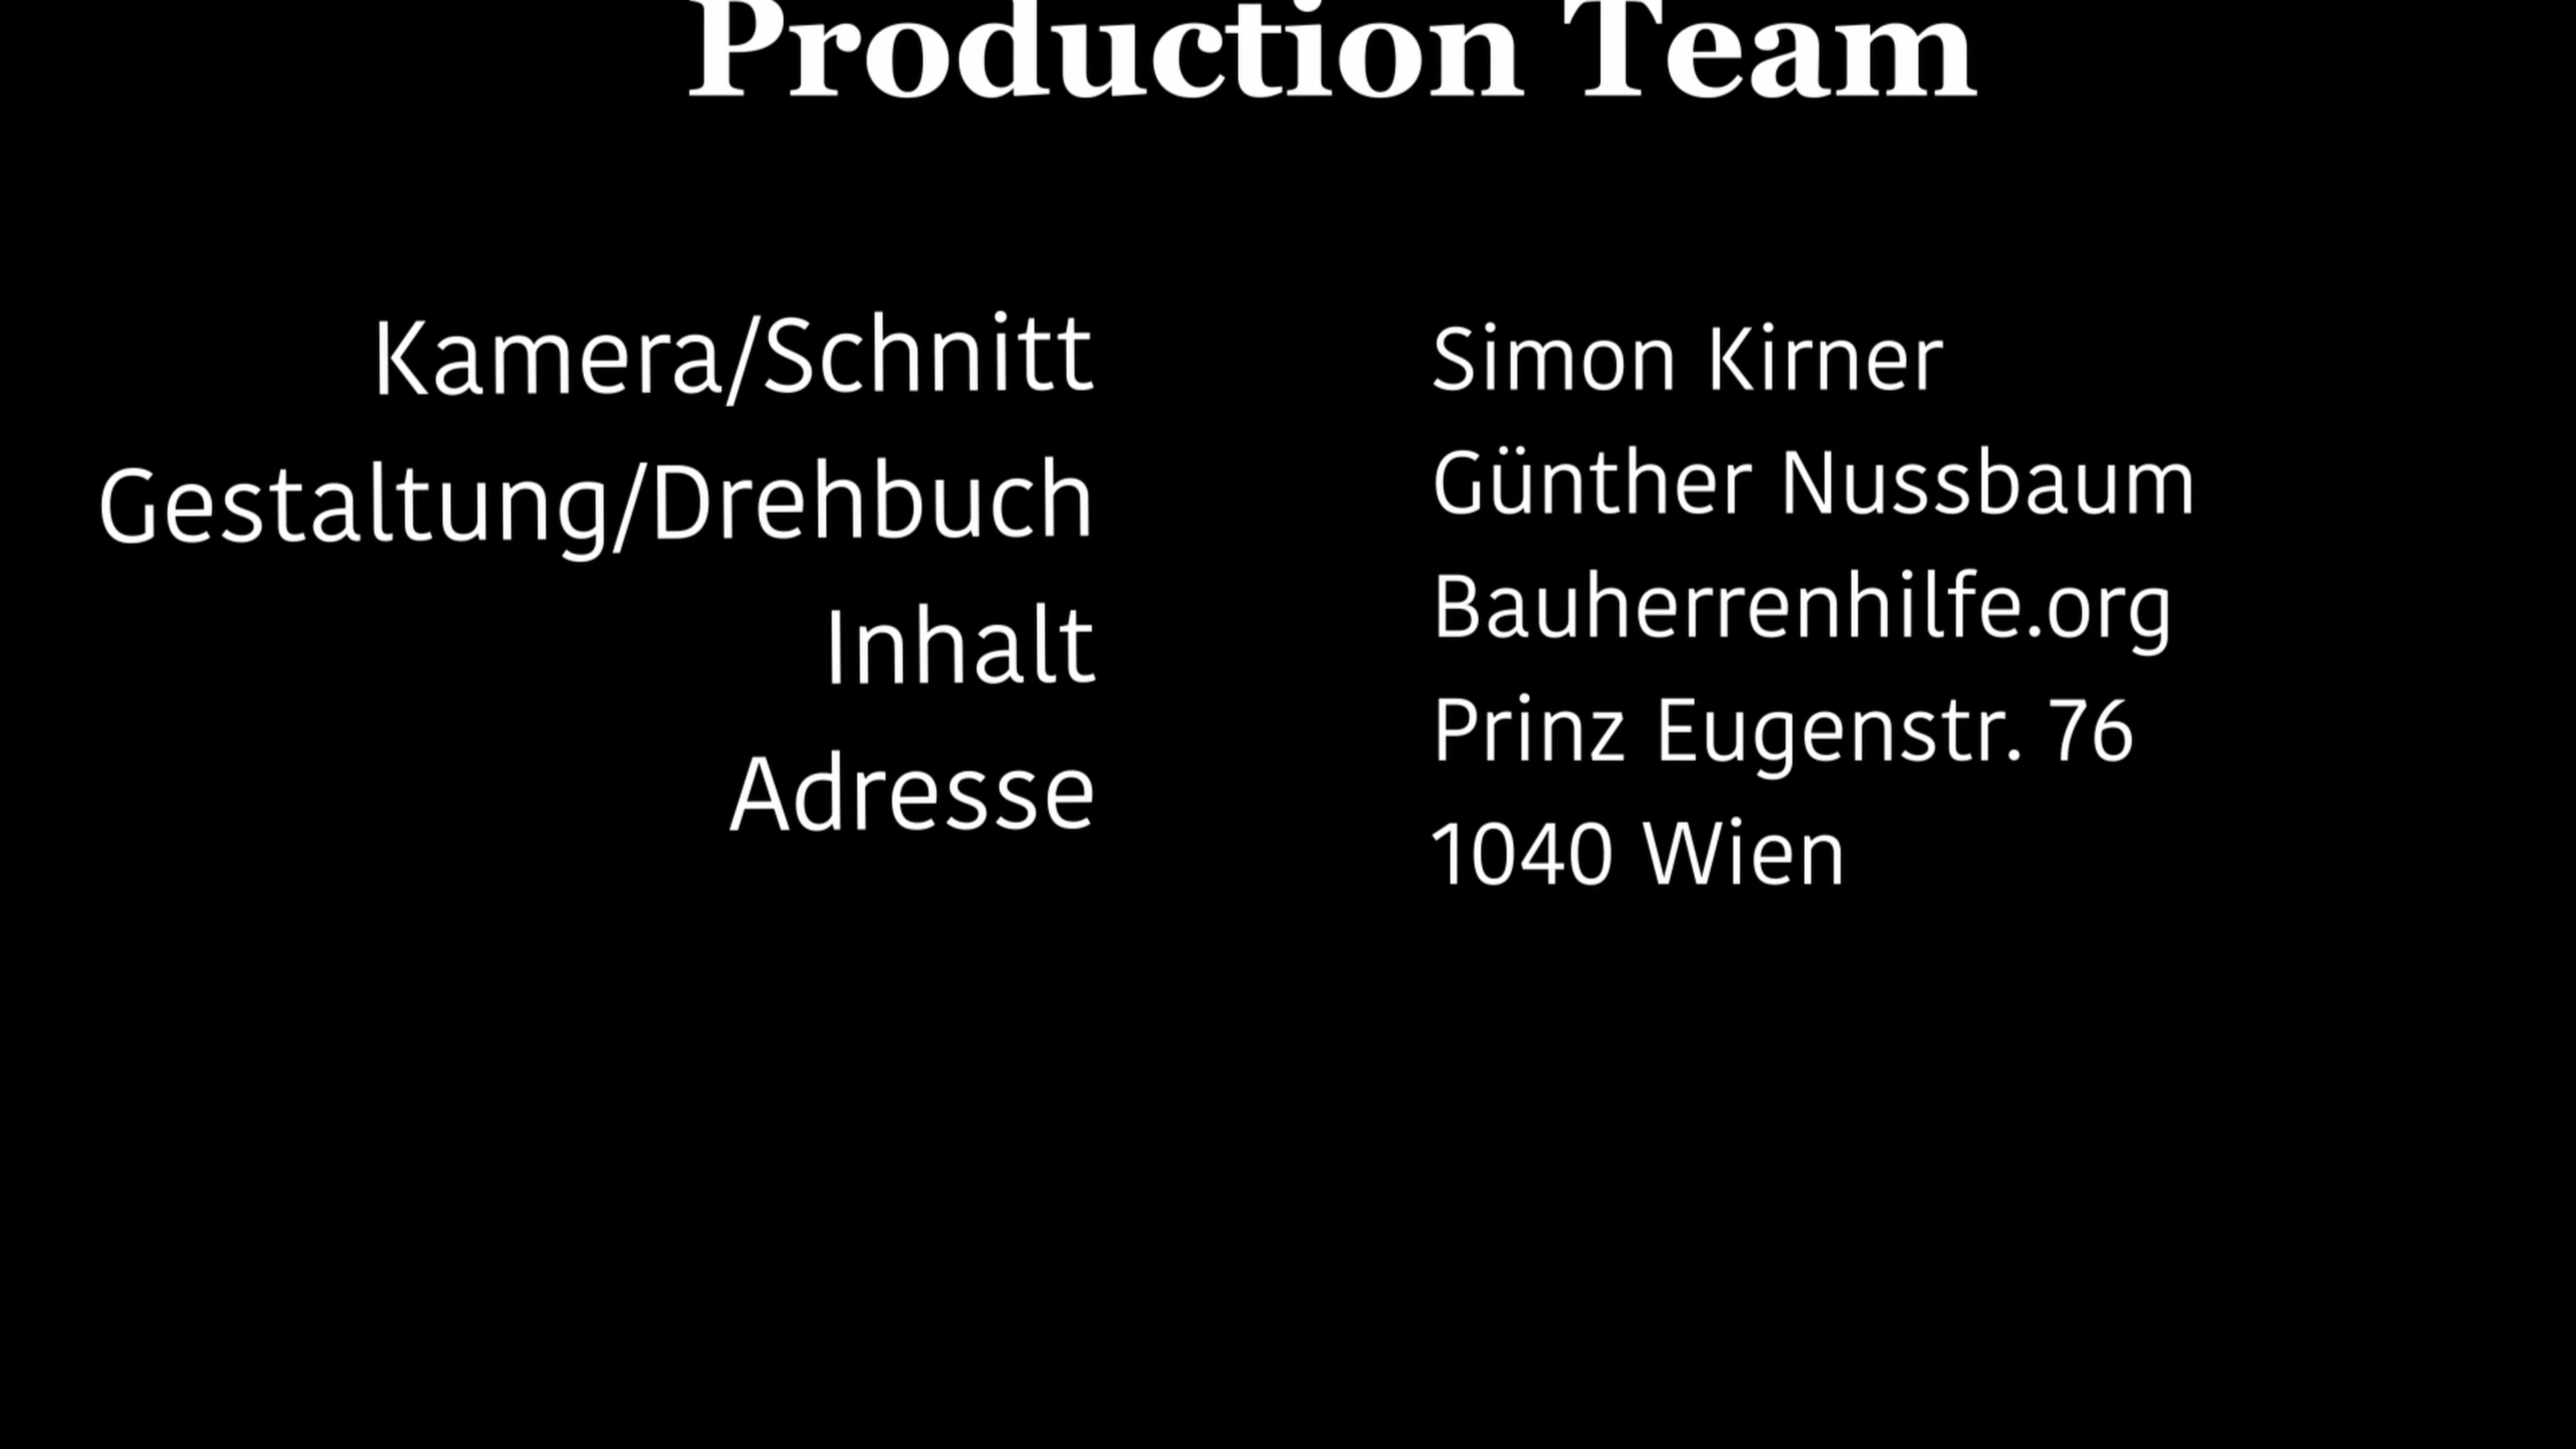 Production Team
Kamera/Schnitt
Simon Kirner
Gestaltung/Drehbuch
Günther Nussbaum
Inhalt
Bauherrenhilfe.org
Adresse
Prinz Eugenstr. 76
1040 Wien